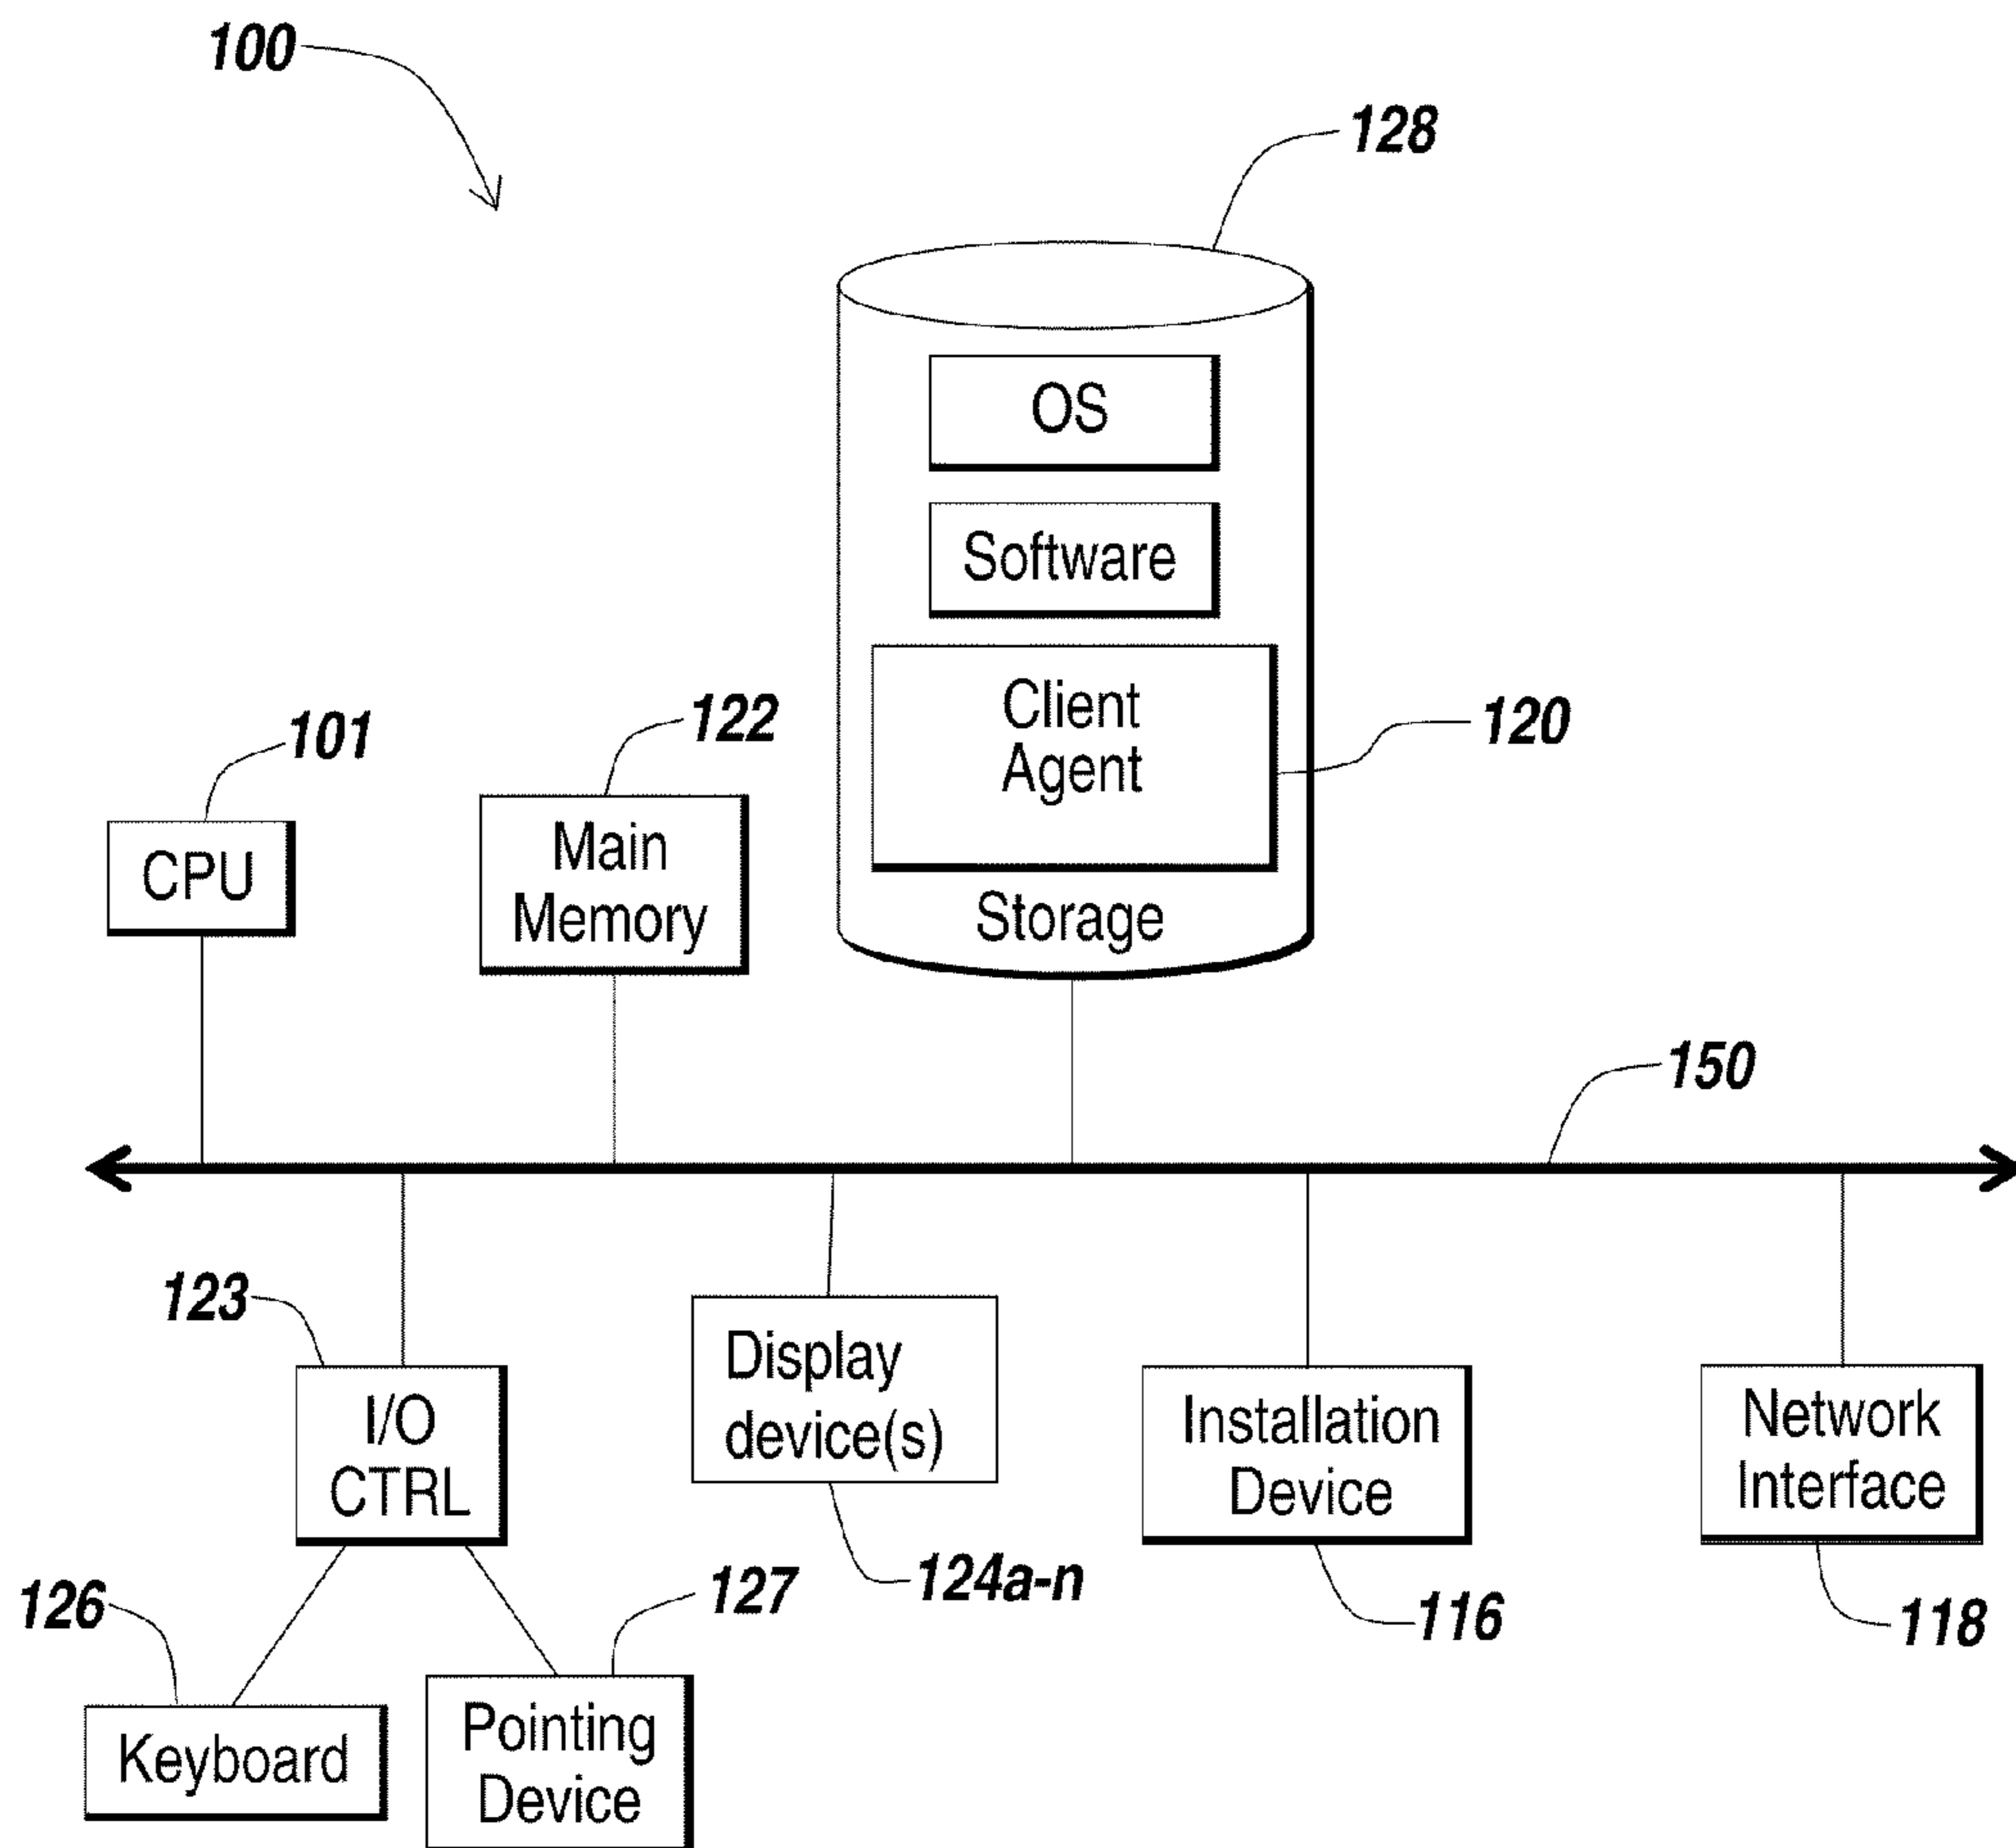 100
128
OS
Software
Client
Agent
120
Storage
122
Main
Memory
101
CPU
150
123
I/O
CTRL
Display
device(s)
124a-n
Installation
Device
116
Network
Interface
118
126
Keyboard
127
Pointing
Device